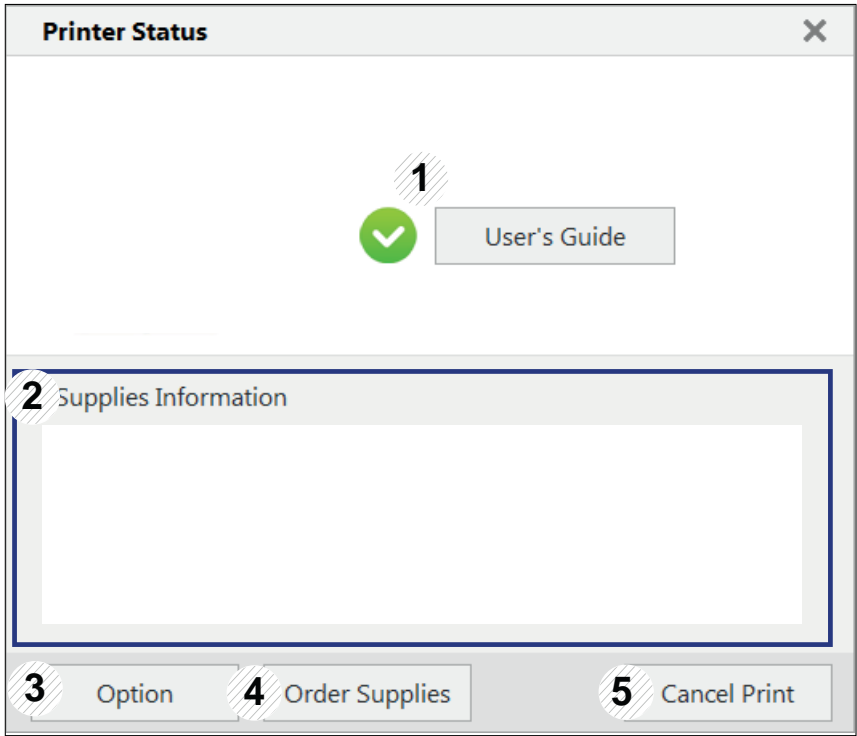 Printer Status
1
User's Guide
2 Supplies Information
3 Option 4 Order Supplies 5 Cancel Print